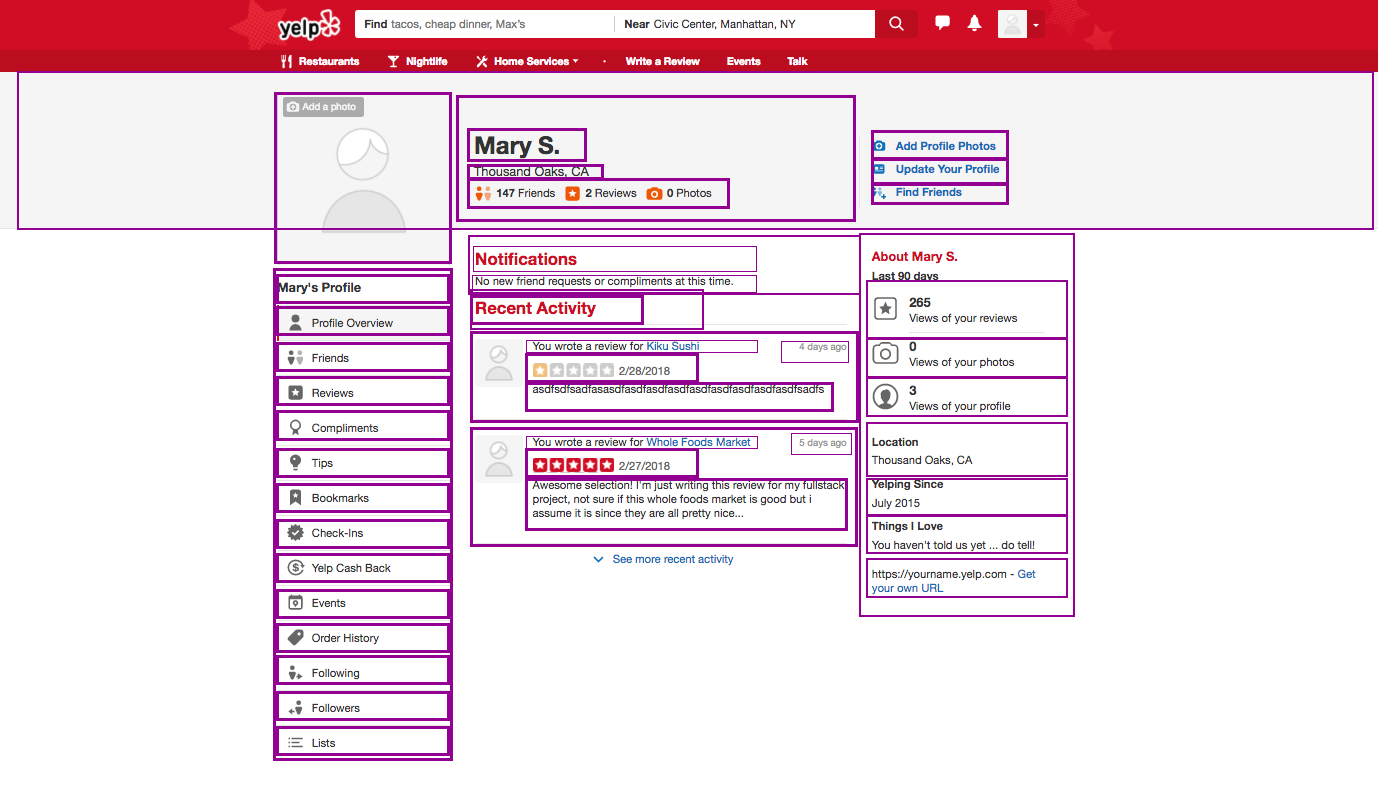 yelp
Find tacos, cheap dinner, Max's
Near Civic Center, Manhattan, NY
Restaurants
Nightlife
Home Services
·
Write a Review
Events
Talk
Add a photo
Mary S.
Thousand Oaks, CA
147 Friends 2 Reviews 0 Photos
Add Profile Photos
Update Your Profile
Find Friends
Mary's Profile
Profile Overview
Friends
Reviews
Compliments
Tips
Bookmarks
Check-Ins
Yelp Cash Back
Events
Order History
Following
Followers
Lists
Notifications
No new friend requests or compliments at this time.
Recent Activity
You wrote a review for Kiku Sushi
4 days ago
2/28/2018
asdfsdfsadfasasdfasdfasdfasdfasdfasdfasdfasdfasdfsadfs
You wrote a review for Whole Foods Market
5 days ago
2/27/2018
Awesome selection! I'm just writing this review for my fullstack
project, not sure if this whole foods market is good but i
assume it is since they are all pretty nice...
See more recent activity
About Mary S.
Last 90 days
265
Views of your reviews
0
Views of your photos
3
Views of your profile
Location
Thousand Oaks, CA
Yelping Since
July 2015
Things I Love
You haven't told us yet ... do tell!
https://yourname.yelp.com - Get
your own URL